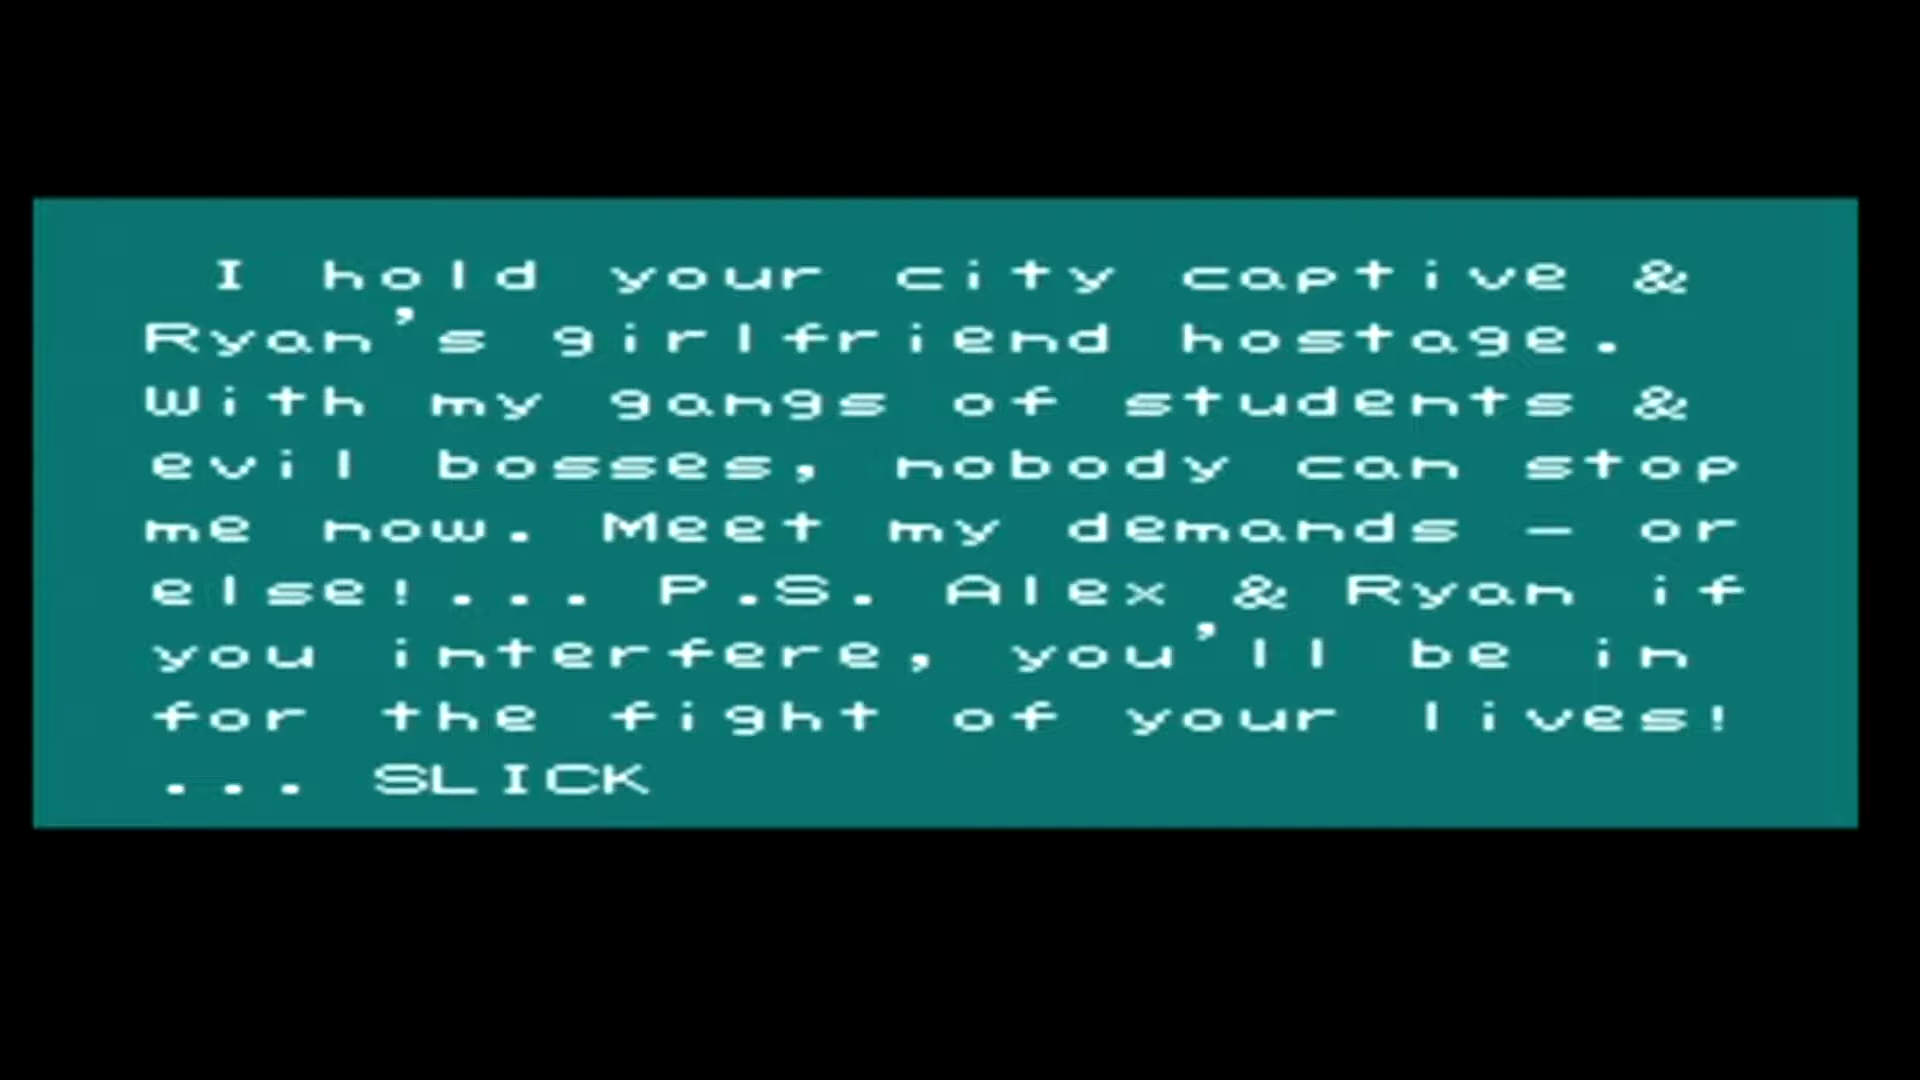 I hold your city captive &
Ryan's girlfriend hostage.
With my gangs of students &
evil bosses, nobody can stop
me now. Meet my demands - or
else!... P.S. Alex & Ryan if
you interfere, you'll be in
for the fight of your lives!
... SLICK